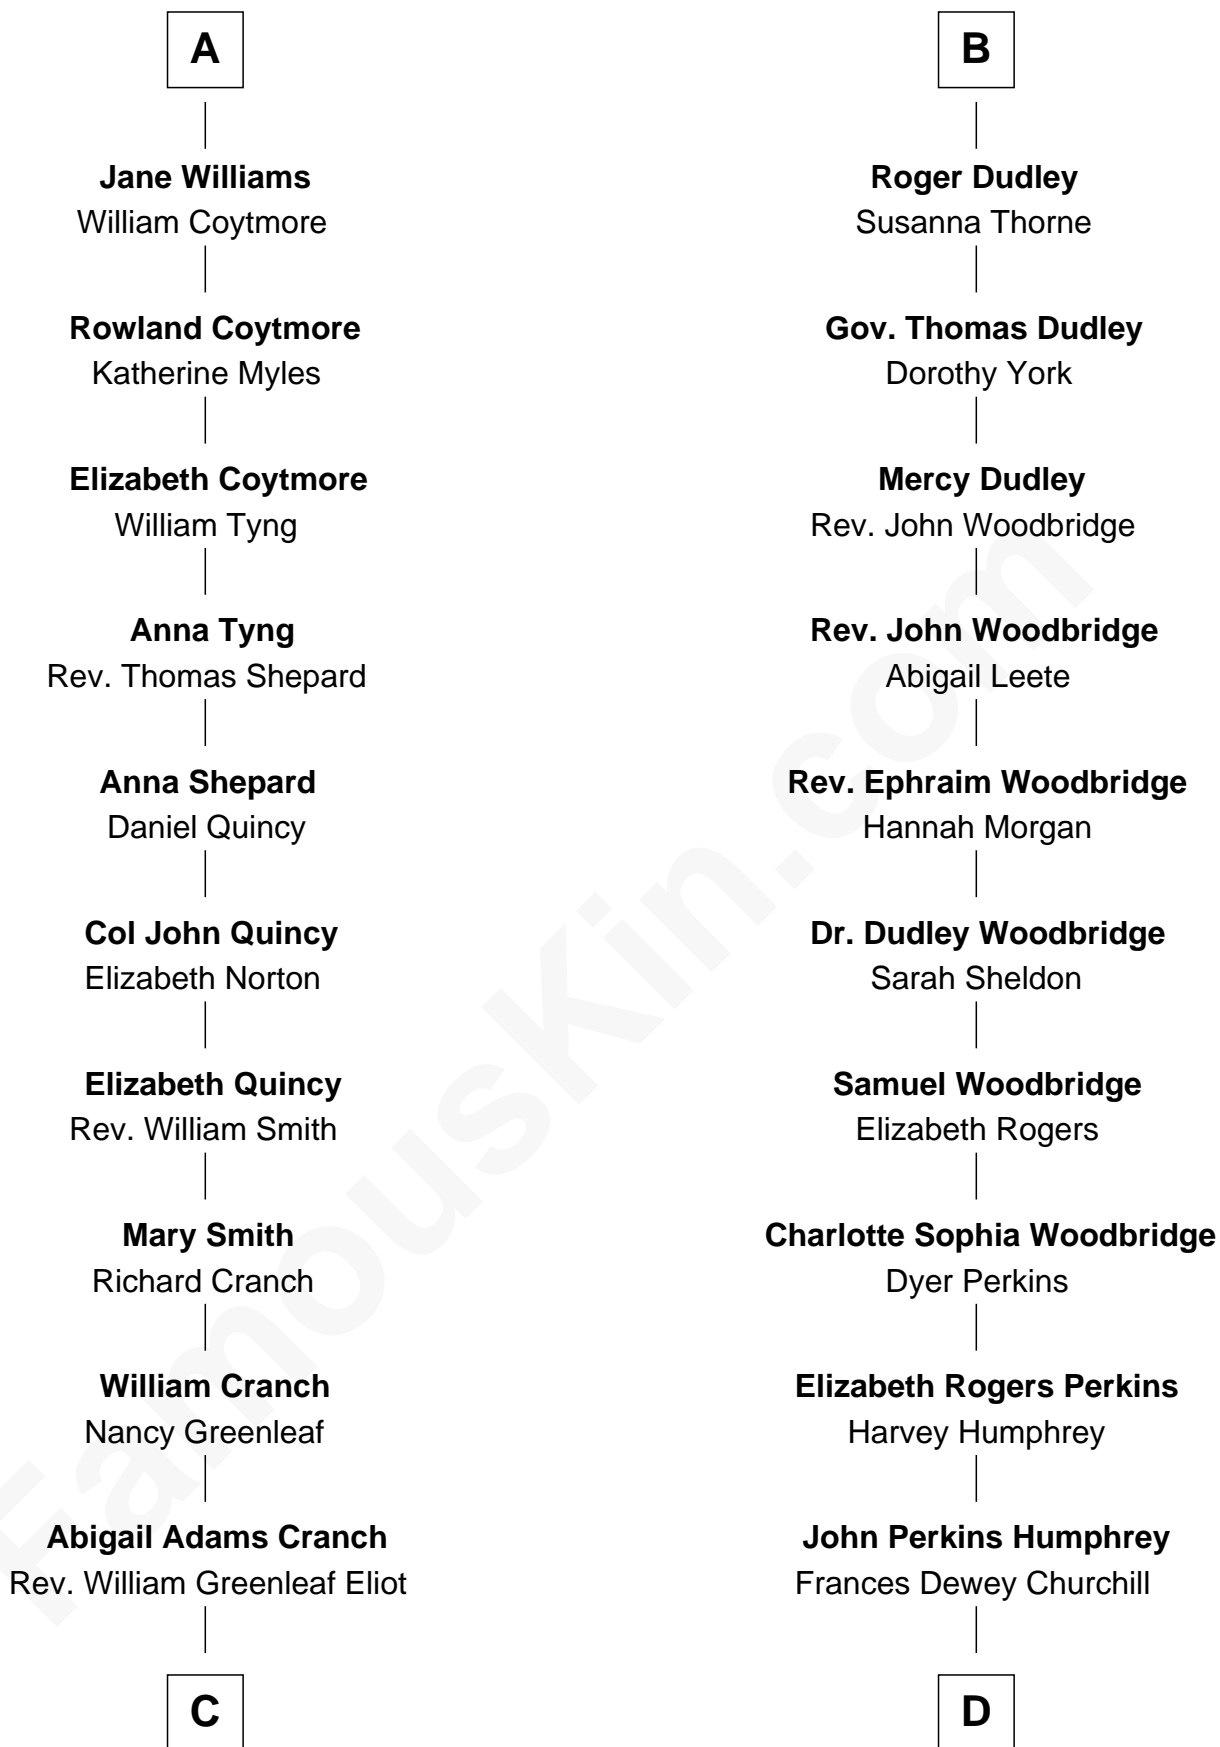 A
Jane Williams
William Coytmore
Rowland Coytmore
Katherine Myles
Elizabeth Coytmore
William Tyng
Anna Tyng
Rev. Thomas Shepard
Anna Shepard
Daniel Quincy
Col John Quincy
Elizabeth Norton
Elizabeth Quincy
Rev. William Smith
Mary Smith
Richard Cranch
William Cranch
Nancy Greenleaf
Abigail Adams Cranch
Rev. William Greenleaf Eliot
C
B
Roger Dudley
Susanna Thorne
Gov. Thomas Dudley
Dorothy York
Mercy Dudley
Rev. John Woodbridge
Rev. John Woodbridge
Abigail Leete
Rev. Ephraim Woodbridge
Hannah Morgan
Dr. Dudley Woodbridge
Sarah Sheldon
Samuel Woodbridge
Elizabeth Rogers
Charlotte Sophia Woodbridge
Dyer Perkins
Elizabeth Rogers Perkins
Harvey Humphrey
John Perkins Humphrey
Frances Dewey Churchill
D
FamousKin.com